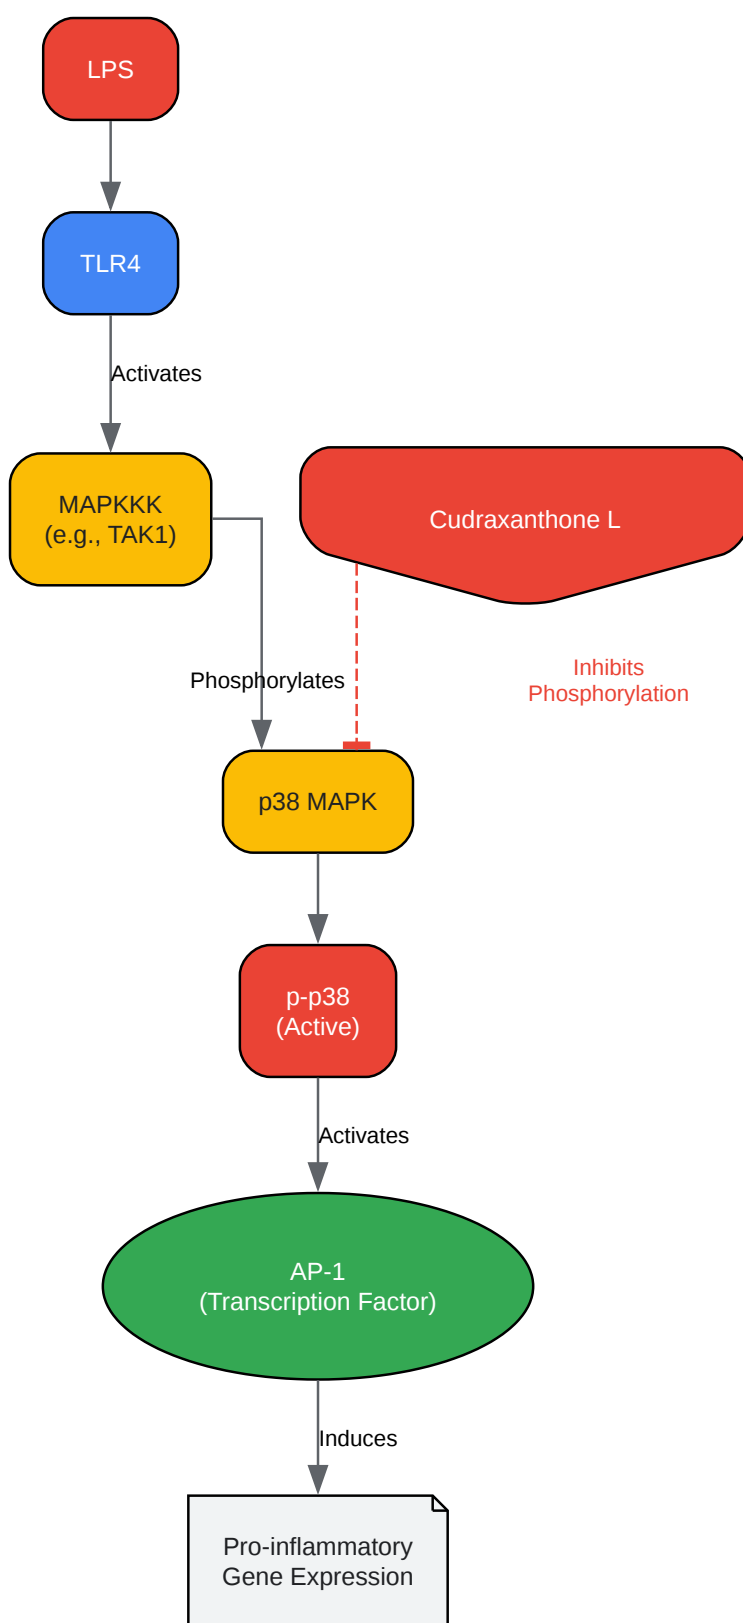 LPS
TLR4
Activates
MAPKKK
(e.g., TAK1)
Cudraxanthone L
Phosphorylates
Inhibits
Phosphorylation
p38 MAPK
p-p38
(Active)
Activates
AP-1
(Transcription Factor)
Induces
Pro-inflammatory
Gene Expression